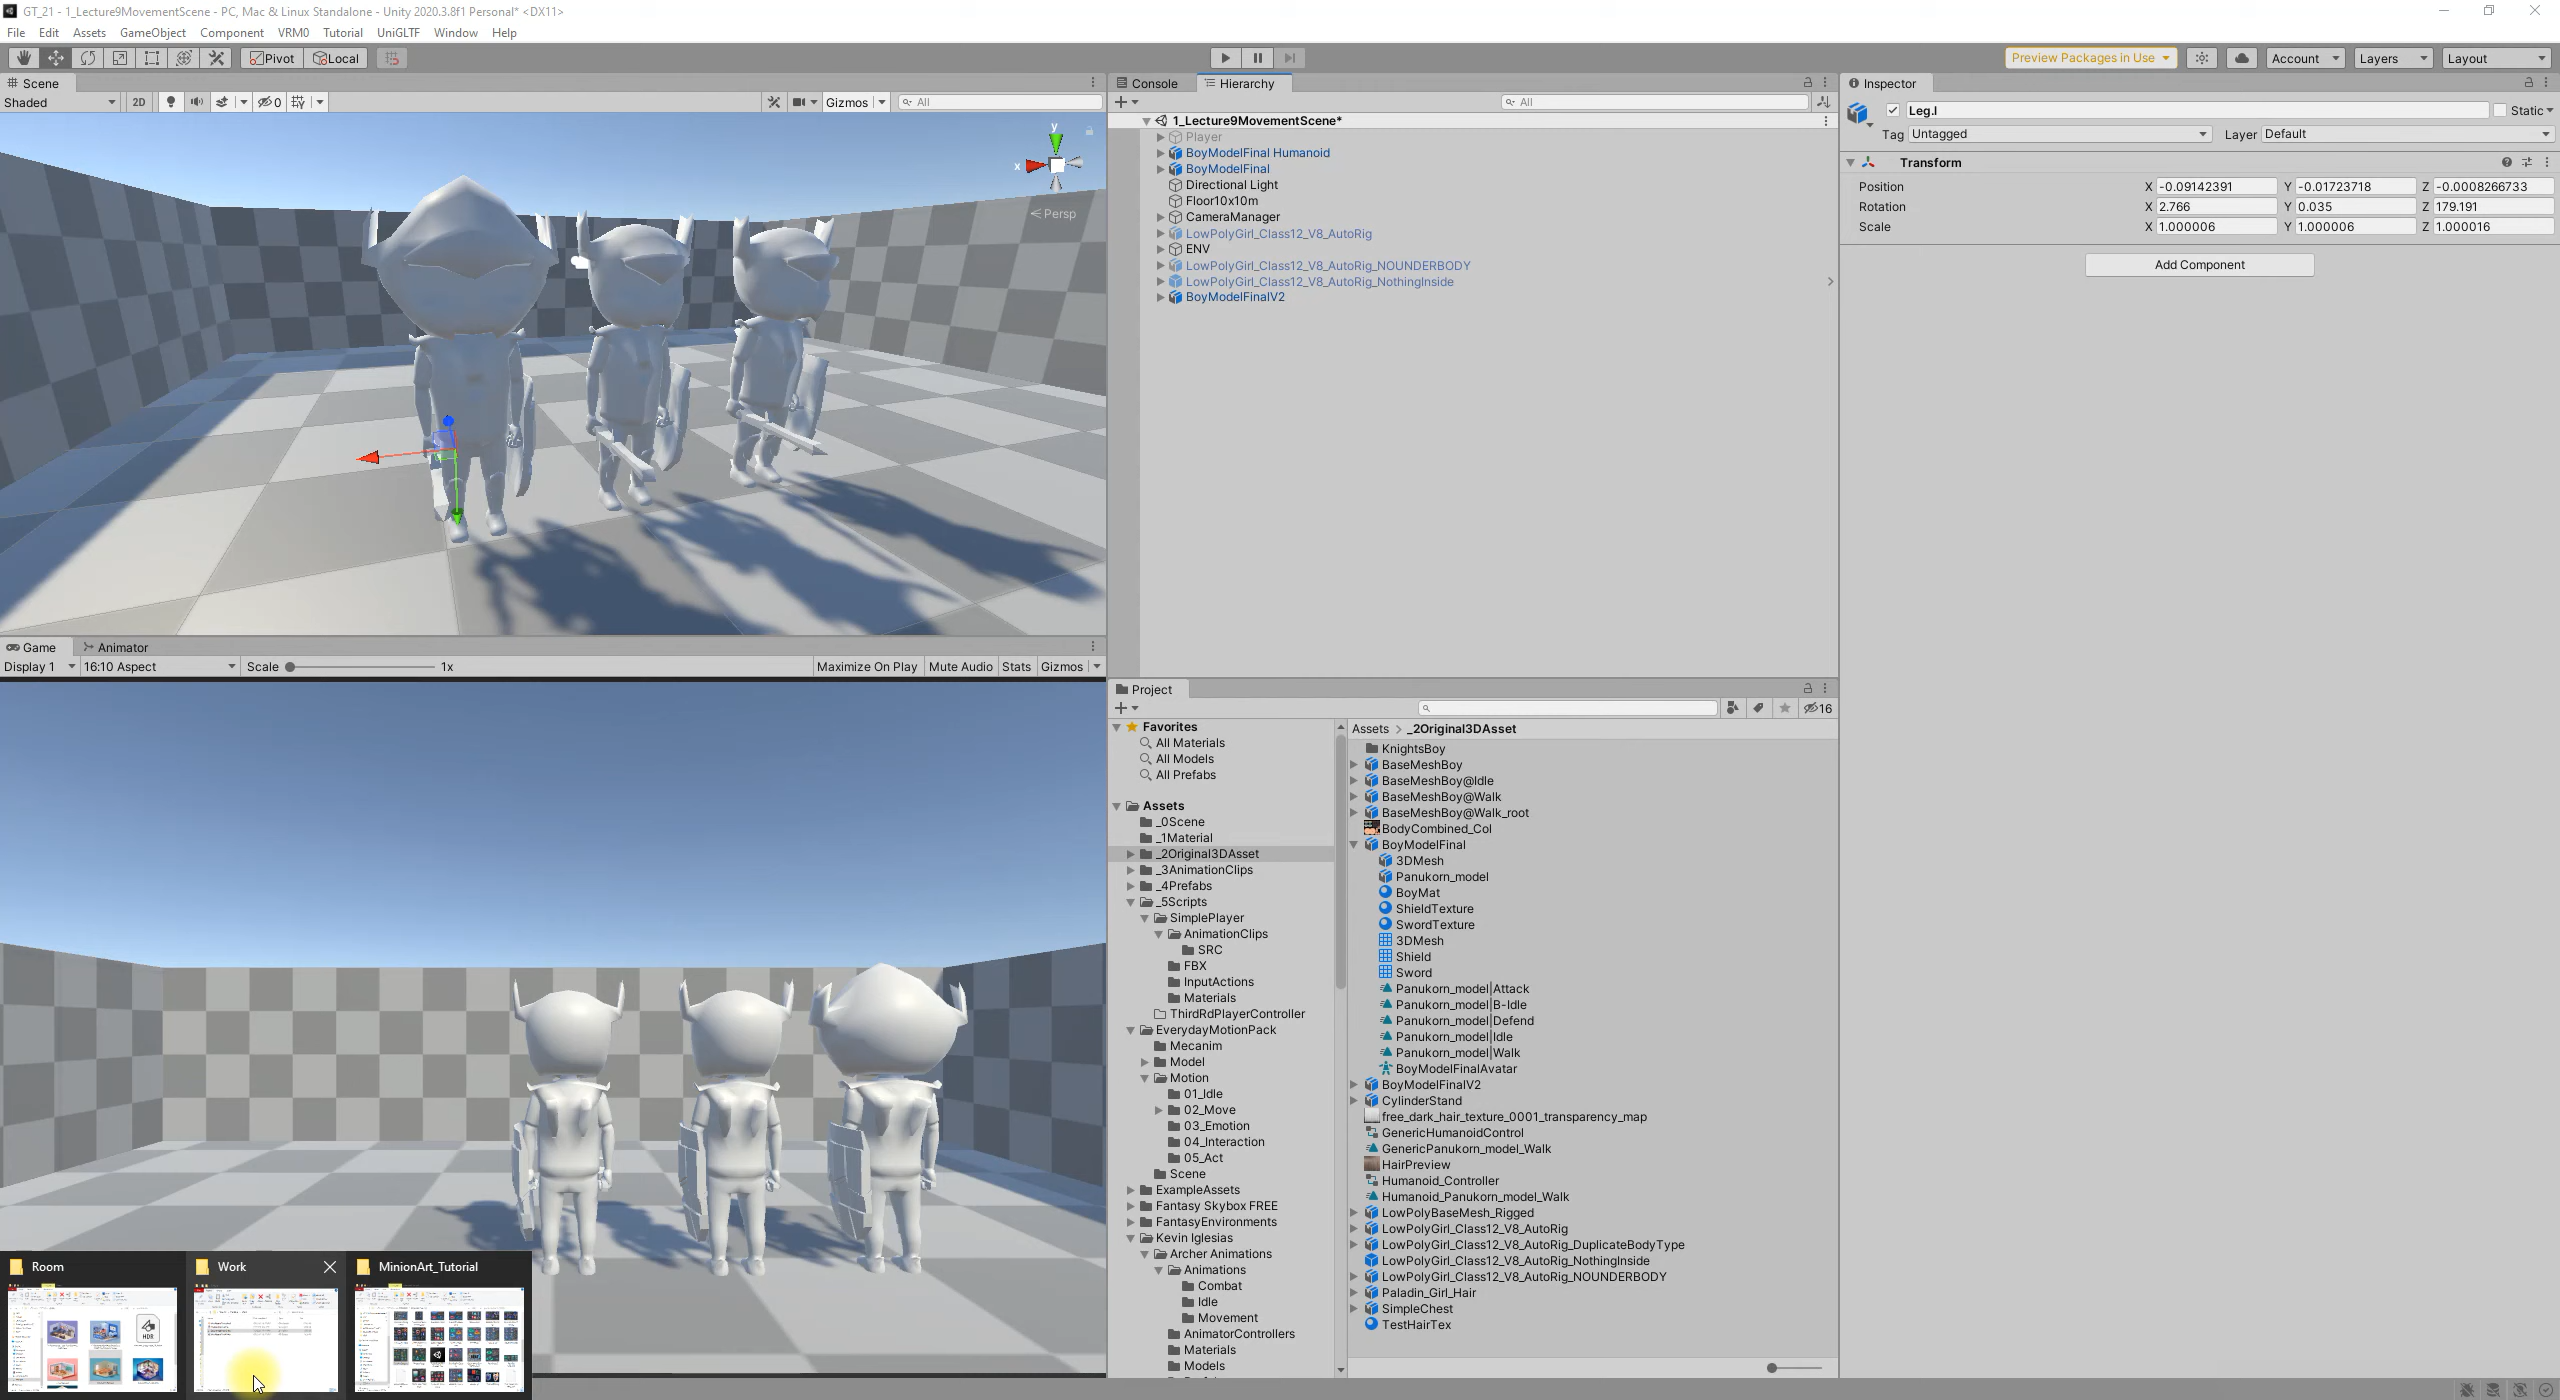 GT_21 - 1_Lecture9MovementScene - PC, Mac & Linux Standalone - Unity 2020.3.8f1 Personal* <DX11>
File Edit Assets GameObject Component VRM0 Tutorial UniGLTF Window Help
Pivot Local Preview Packages in Use Account Layers Layout
Scene
Shaded 2D 0 Gizmos All
y
x
Persp
Game Animator
Display 1 16:10 Aspect Scale 1x Maximize On Play Mute Audio Stats Gizmos
Room Work MinionArt_Tutorial
HDR
Console Hierarchy
All
1_Lecture9MovementScene*
Player
BoyModelFinal Humanoid
BoyModelFinal
Directional Light
Floor10x10m
CameraManager
LowPolyGirl_Class12_V8_AutoRig
ENV
LowPolyGirl_Class12_V8_AutoRig_NOUNDERBODY
LowPolyGirl_Class12_V8_AutoRig_NothingInside
BoyModelFinalV2
Project
16
Favorites
All Materials
All Models
All Prefabs
Assets
_0Scene
_1Material
_2Original3DAsset
_3AnimationClips
_4Prefabs
_5Scripts
SimplePlayer
AnimationClips
SRC
FBX
InputActions
Materials
ThirdRdPlayerController
EverydayMotionPack
Mecanim
Model
Motion
01_Idle
02_Move
03_Emotion
04_Interaction
05_Act
Scene
ExampleAssets
Fantasy Skybox FREE
FantasyEnvironments
Kevin Iglesias
Archer Animations
Animations
Combat
Idle
Movement
AnimatorControllers
Materials
Models
Assets > _2Original3DAsset
KnightsBoy
BaseMeshBoy
BaseMeshBoy@Idle
BaseMeshBoy@Walk
BaseMeshBoy@Walk_root
BodyCombined_Col
BoyModelFinal
3DMesh
Panukorn_model
BoyMat
ShieldTexture
SwordTexture
3DMesh
Shield
Sword
Panukorn_model|Attack
Panukorn_model|B-Idle
Panukorn_model|Defend
Panukorn_model|Idle
Panukorn_model|Walk
BoyModelFinalAvatar
BoyModelFinalV2
CylinderStand
free_dark_hair_texture_0001_transparency_map
GenericHumanoidControl
GenericPanukorn_model_Walk
HairPreview
Humanoid_Controller
Humanoid_Panukorn_model_Walk
LowPolyBaseMesh_Rigged
LowPolyGirl_Class12_V8_AutoRig
LowPolyGirl_Class12_V8_AutoRig_DuplicateBodyType
LowPolyGirl_Class12_V8_AutoRig_NothingInside
LowPolyGirl_Class12_V8_AutoRig_NOUNDERBODY
Paladin_Girl_Hair
SimpleChest
TestHairTex
Inspector
Leg.l Static
Tag Untagged Layer Default
Transform
Position X -0.09142391 Y -0.01723718 Z -0.0008266733
Rotation X 2.766 Y 0.035 Z 179.191
Scale X 1.000006 Y 1.000006 Z 1.000016
Add Component